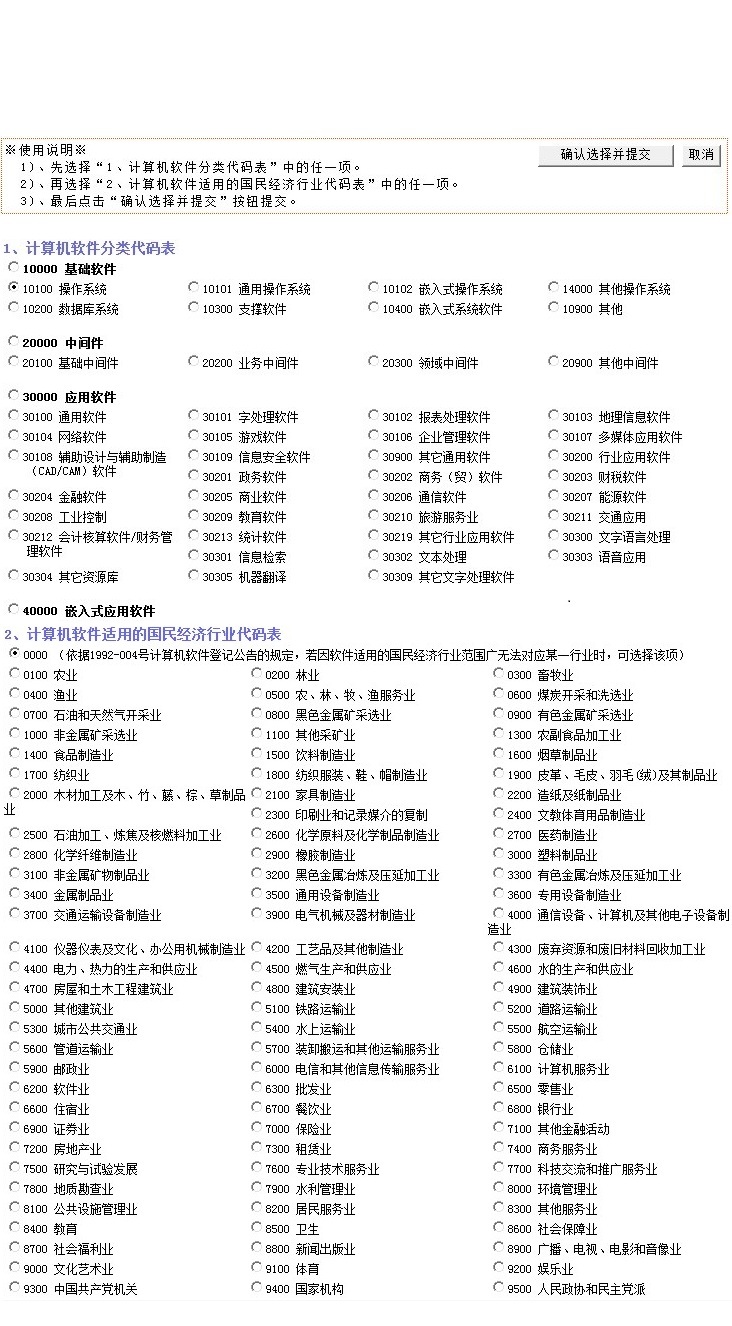 ※使用说明※
确认选择并提交 取消
1)、先选择“1、计算机软件分类代码表”中的任一项。
2)、再选择“2、计算机软件适用的国民经济行业代码表”中的任一项。
3)、最后点击“确认选择并提交”按钮提交。
1、计算机软件分类代码表
10000 基础软件
10100 操作系统 10101 通用操作系统 10102 嵌入式操作系统 14000 其他操作系统
10200 数据库系统 10300 支撑软件 10400 嵌入式系统软件 10900 其他
20000 中间件
20100 基础中间件 20200 业务中间件 20300 领域中间件 20900 其他中间件
30000 应用软件
30100 通用软件 30101 字处理软件 30102 报表处理软件 30103 地理信息软件
30104 网络软件 30105 游戏软件 30106 企业管理软件 30107 多媒体应用软件
30108 辅助设计与辅助制造 30109 信息安全软件 30900 其它通用软件 30200 行业应用软件
（CAD/CAM）软件 30201 政务软件 30202 商务（贸）软件 30203 财税软件
30204 金融软件 30205 商业软件 30206 通信软件 30207 能源软件
30208 工业控制 30209 教育软件 30210 旅游服务业 30211 交通应用
30212 会计核算软件/财务管 30213 统计软件 30219 其它行业应用软件 30300 文字语言处理
理软件 30301 信息检索 30302 文本处理 30303 语音应用
30304 其它资源库 30305 机器翻译 30309 其它文字处理软件
40000 嵌入式应用软件
2、计算机软件适用的国民经济行业代码表
0000 （依据1992-004号计算机软件登记公告的规定，若因软件适用的国民经济行业范围广无法对应某一行业时，可选择该项）
0100 农业 0200 林业 0300 畜牧业
0400 渔业 0500 农、林、牧、渔服务业 0600 煤炭开采和洗选业
0700 石油和天然气开采业 0800 黑色金属矿采选业 0900 有色金属矿采选业
1000 非金属矿采选业 1100 其他采矿业 1300 农副食品加工业
1400 食品制造业 1500 饮料制造业 1600 烟草制品业
1700 纺织业 1800 纺织服装、鞋、帽制造业 1900 皮革、毛皮、羽毛(绒)及其制品业
2000 木材加工及木、竹、藤、棕、草制品 2100 家具制造业 2200 造纸及纸制品业
业 2300 印刷业和记录媒介的复制 2400 文教体育用品制造业
2500 石油加工、炼焦及核燃料加工业 2600 化学原料及化学制品制造业 2700 医药制造业
2800 化学纤维制造业 2900 橡胶制造业 3000 塑料制品业
3100 非金属矿物制品业 3200 黑色金属冶炼及压延加工业 3300 有色金属冶炼及压延加工业
3400 金属制品业 3500 通用设备制造业 3600 专用设备制造业
3700 交通运输设备制造业 3900 电气机械及器材制造业 4000 通信设备、计算机及其他电子设备制
造业
4100 仪器仪表及文化、办公用机械制造业 4200 工艺品及其他制造业 4300 废弃资源和废旧材料回收加工业
4400 电力、热力的生产和供应业 4500 燃气生产和供应业 4600 水的生产和供应业
4700 房屋和土木工程建筑业 4800 建筑安装业 4900 建筑装饰业
5000 其他建筑业 5100 铁路运输业 5200 道路运输业
5300 城市公共交通业 5400 水上运输业 5500 航空运输业
5600 管道运输业 5700 装卸搬运和其他运输服务业 5800 仓储业
5900 邮政业 6000 电信和其他信息传输服务业 6100 计算机服务业
6200 软件业 6300 批发业 6500 零售业
6600 住宿业 6700 餐饮业 6800 银行业
6900 证券业 7000 保险业 7100 其他金融活动
7200 房地产业 7300 租赁业 7400 商务服务业
7500 研究与试验发展 7600 专业技术服务业 7700 科技交流和推广服务业
7800 地质勘查业 7900 水利管理业 8000 环境管理业
8100 公共设施管理业 8200 居民服务业 8300 其他服务业
8400 教育 8500 卫生 8600 社会保障业
8700 社会福利业 8800 新闻出版业 8900 广播、电视、电影和音像业
9000 文化艺术业 9100 体育 9200 娱乐业
9300 中国共产党机关 9400 国家机构 9500 人民政协和民主党派